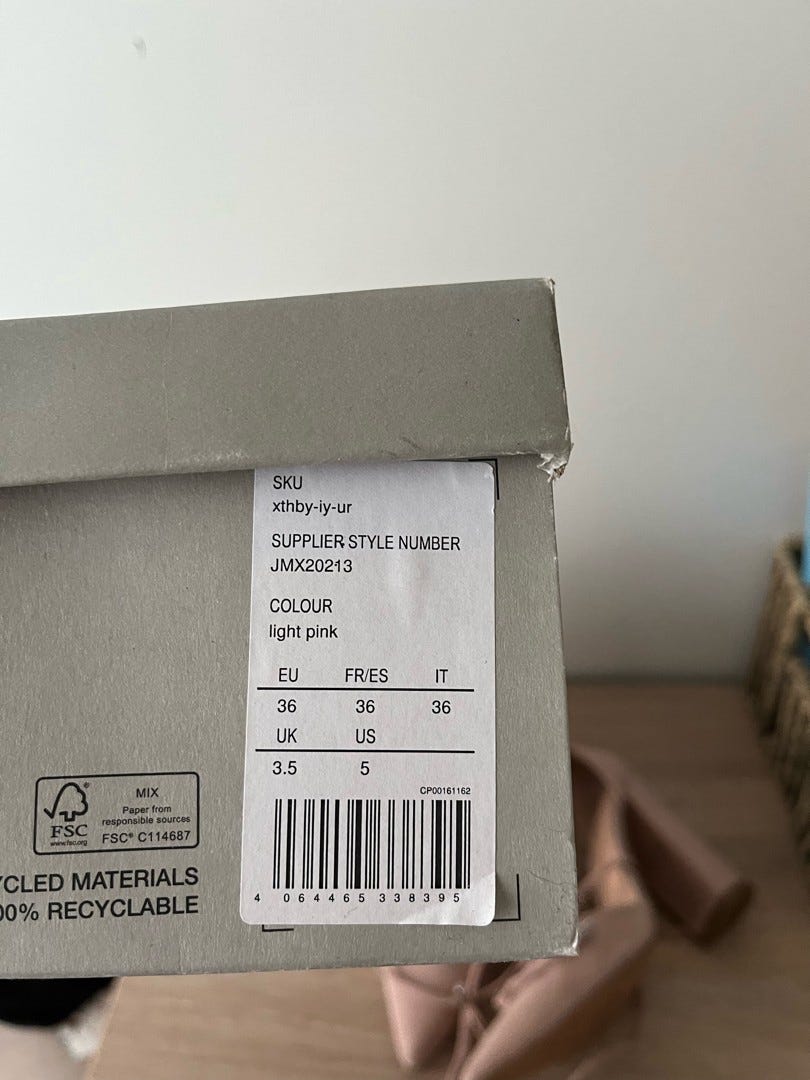 SKU
xthby-iy-ur
SUPPLIER STYLE NUMBER
JMX20213
COLOUR
light pink
EU FR/ES IT
36 36 36
UK US
3.5 5
CP00161162
4 064465 338395
FSC®
www.fsc.org
MIX
Paper from
responsible sources
FSC® C114687
YCLED MATERIALS
00% RECYCLABLE